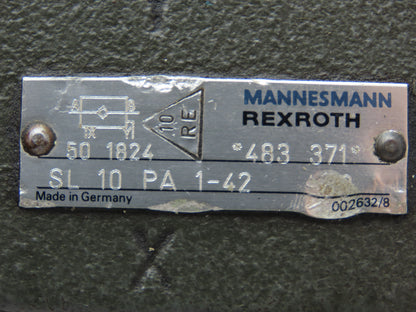 A B
X Y
10
RE
MANNESMANN
REXROTH
50 1824 *483 371*
SL 10 PA 1-42
Made in Germany
002632/8